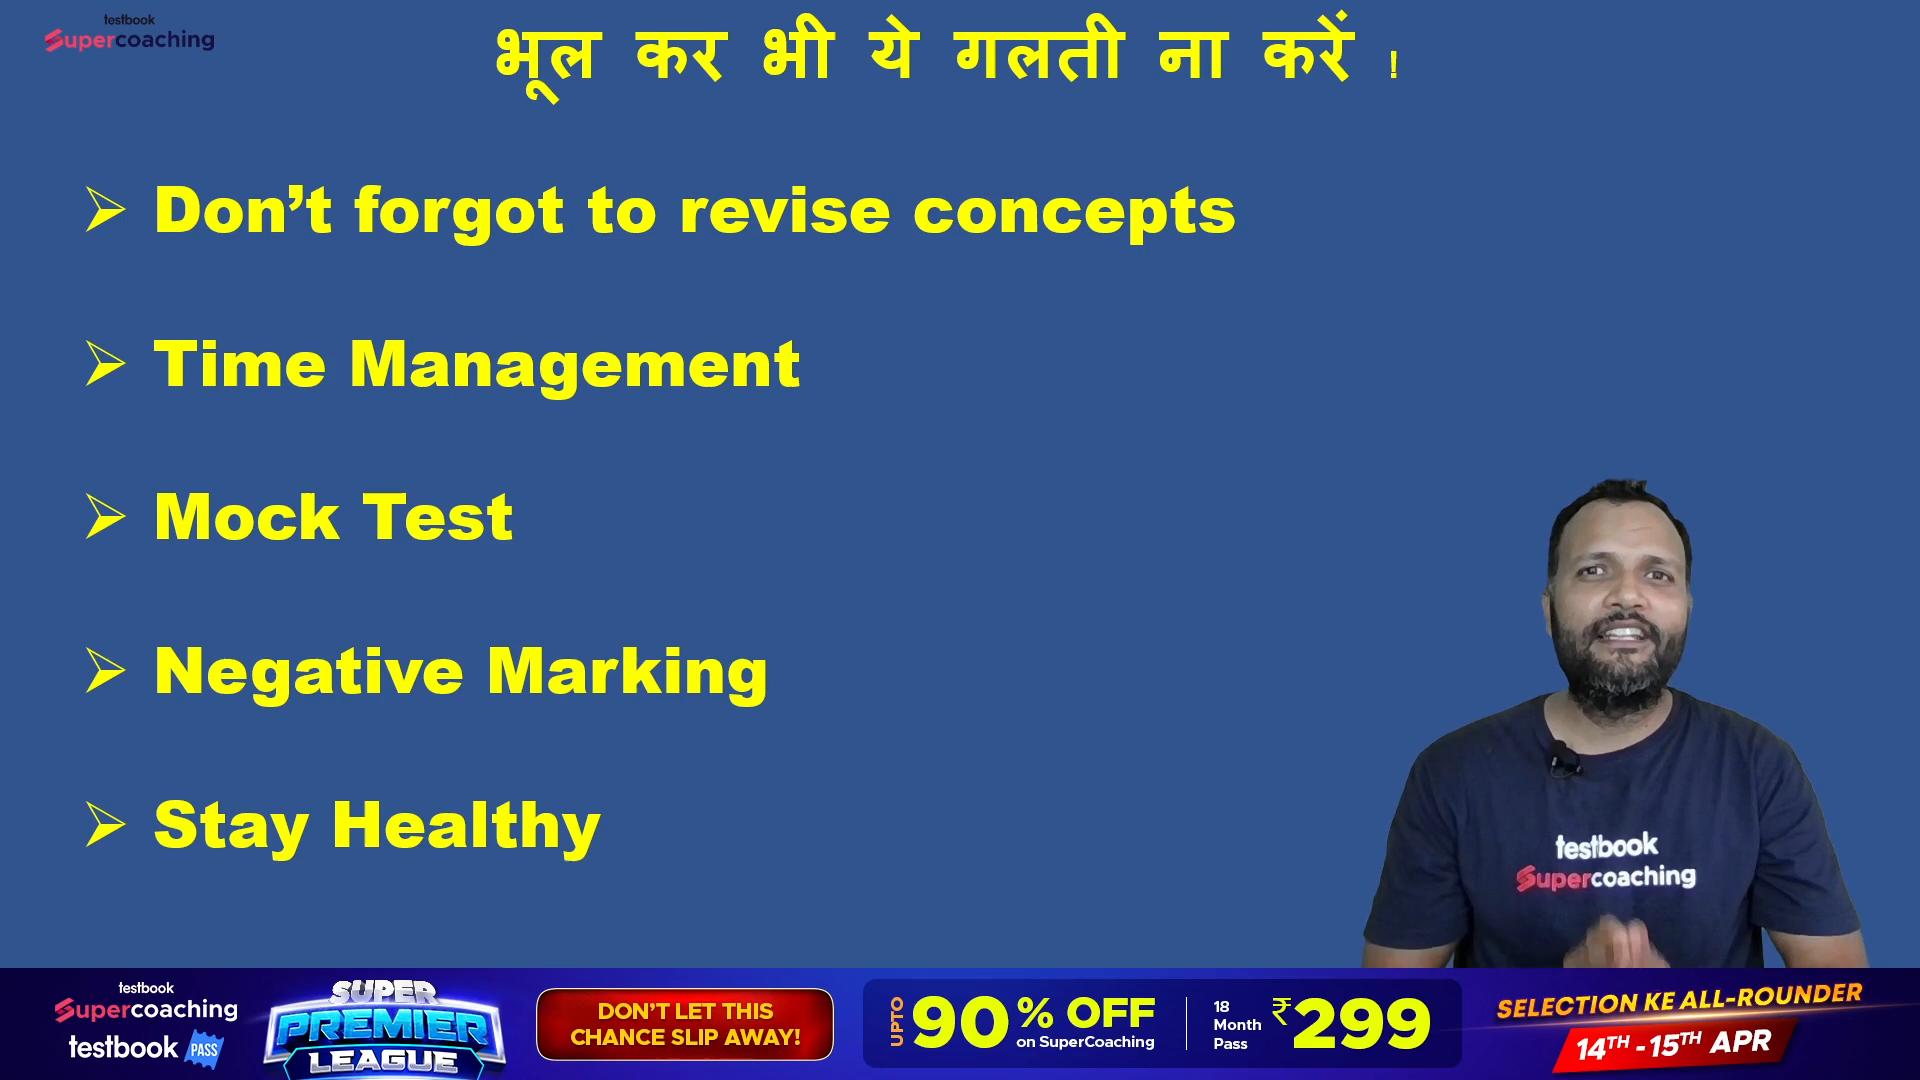 testbook
Supercoaching
भूल कर भी ये गलती ना करें !
Don’t forgot to revise concepts
Time Management
Mock Test
Negative Marking
Stay Healthy
testbook
Supercoaching
testbook
Supercoaching
testbook PASS
SUPER
PREMIER
LEAGUE
DON’T LET THIS
CHANCE SLIP AWAY!
UPTO 90% OFF
on SuperCoaching
18
Month
Pass
₹299
SELECTION KE ALL-ROUNDER
14TH - 15TH APR